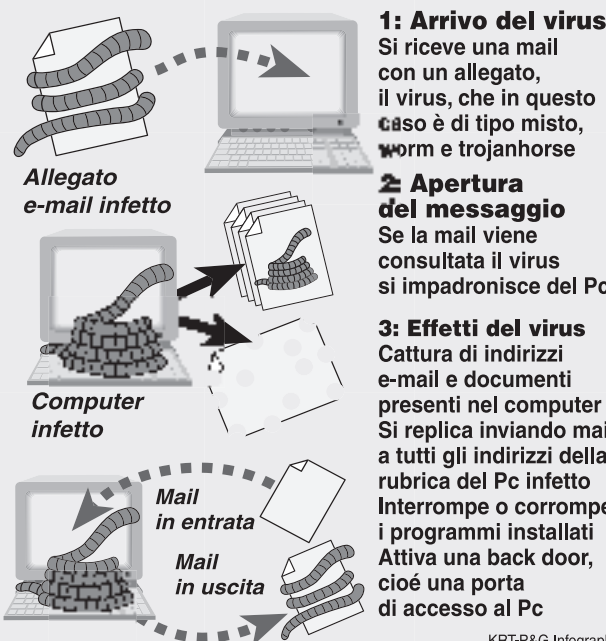 1: Arrivo del virus
Si riceve una mail
con un allegato,
il virus, che in questo
caso è di tipo misto,
worm e trojanhorse
Allegato
e-mail infetto
2: Apertura
del messaggio
Se la mail viene
consultata il virus
si impadronisce del Pc
Computer
infetto
3: Effetti del virus
Cattura di indirizzi
e-mail e documenti
presenti nel computer
Si replica inviando mail
a tutti gli indirizzi della
rubrica del Pc infetto
Interrompe o corrompe
i programmi installati
Attiva una back door,
cioé una porta
di accesso al Pc
Mail
in entrata
Mail
in uscita
KRT-P&G Infograph